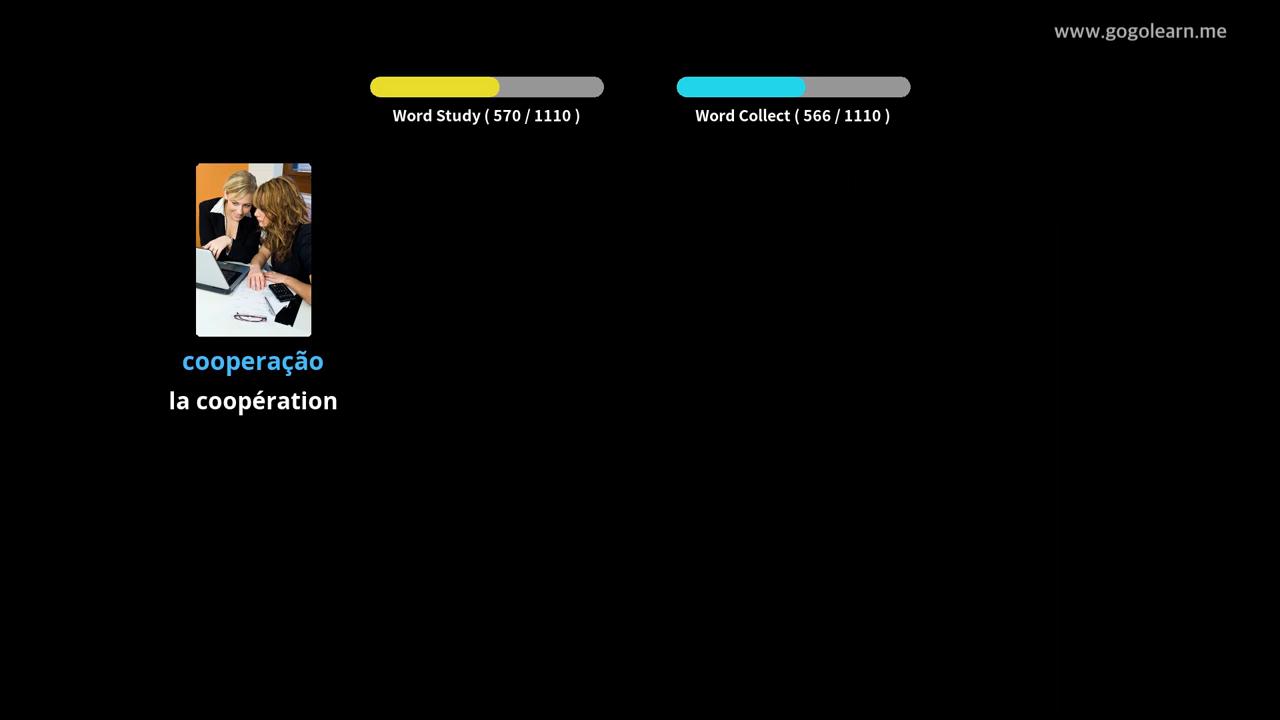 www.gogolearn.me
Word Study ( 570 / 1110 )
Word Collect ( 566 / 1110 )
cooperação
la coopération